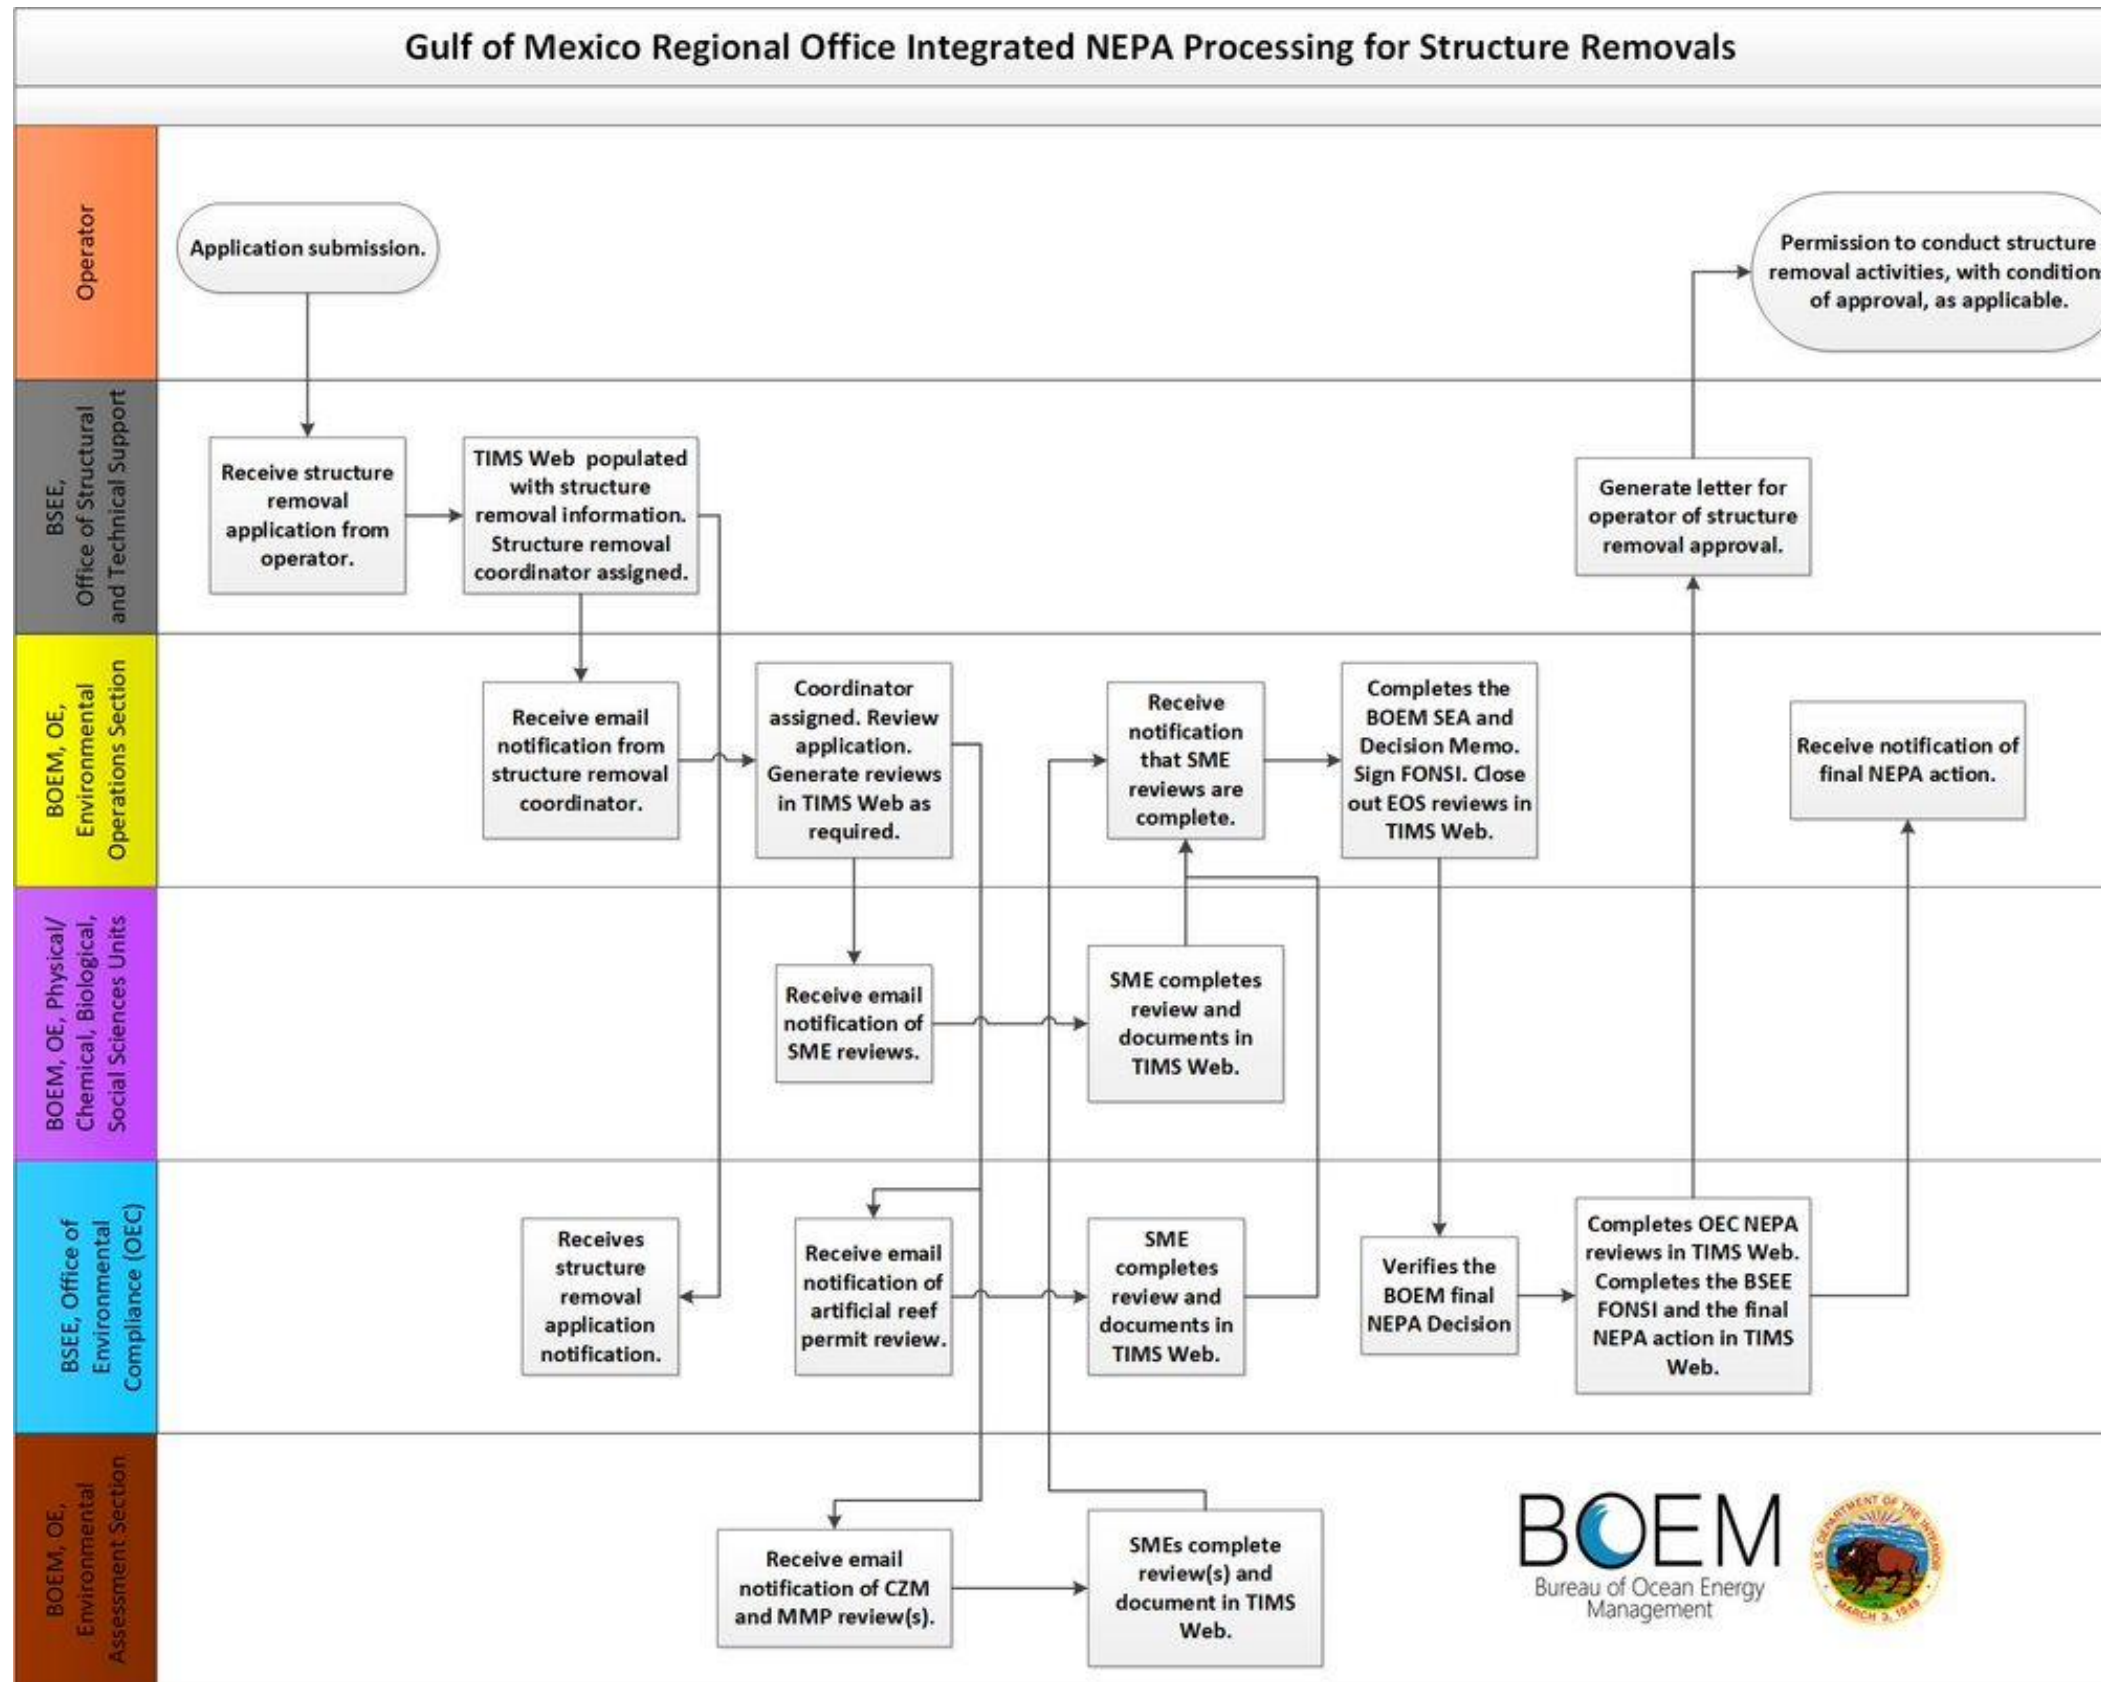 Gulf of Mexico Regional Office Integrated NEPA Processing for Structure Removals
Operator
Application submission.
Permission to conduct structure
removal activities, with condition
of approval, as applicable.
BSEE,
Office of Structural
and Technical Support
Receive structure
removal
application from
operator.
TIMS Web populated
with structure
removal information.
Structure removal
coordinator assigned.
Generate letter for
operator of structure
removal approval.
BOEM, OE,
Environmental
Operations Section
Receive email
notification from
structure removal
coordinator.
Coordinator
assigned. Review
application.
Generate reviews
in TIMS Web as
required.
Receive
notification
that SME
reviews are
complete.
Completes the
BOEM SEA and
Decision Memo.
Sign FONSI. Close
out EOS reviews in
TIMS Web.
Receive notification of
final NEPA action.
BOEM, OE, Physical/
Chemical, Biological,
Social Sciences Units
Receive email
notification of
SME reviews.
SME completes
review and
documents in
TIMS Web.
BSEE, Office of
Environmental
Compliance (OEC)
Receives
structure
removal
application
notification.
Receive email
notification of
artificial reef
permit review.
SME
completes
review and
documents in
TIMS Web.
Verifies the
BOEM final
NEPA Decision
Completes OEC NEPA
reviews in TIMS Web.
Completes the BSEE
FONSI and the final
NEPA action in TIMS
Web.
BOEM, OE,
Environmental
Assessment Section
Receive email
notification of CZM
and MMP review(s).
SMEs complete
review(s) and
document in TIMS
Web.
BOEM
Bureau of Ocean Energy
Management
U.S. DEPARTMENT OF THE INTERIOR
MARCH 3, 1849